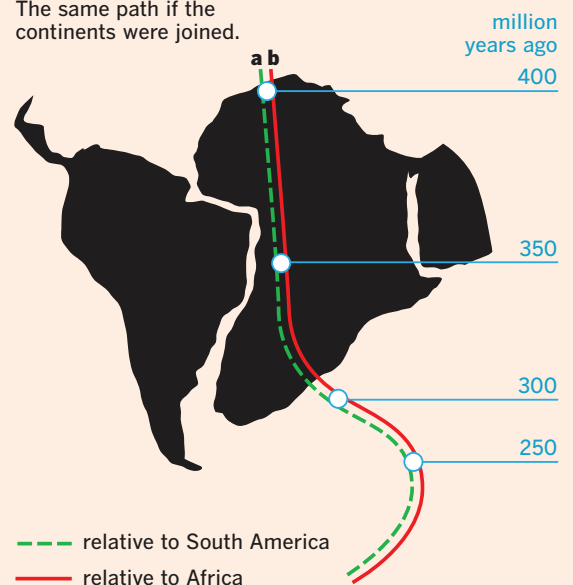 The same path if the
continents were joined.
million
years ago
a b
400
350
300
250
relative to South America
relative to Africa